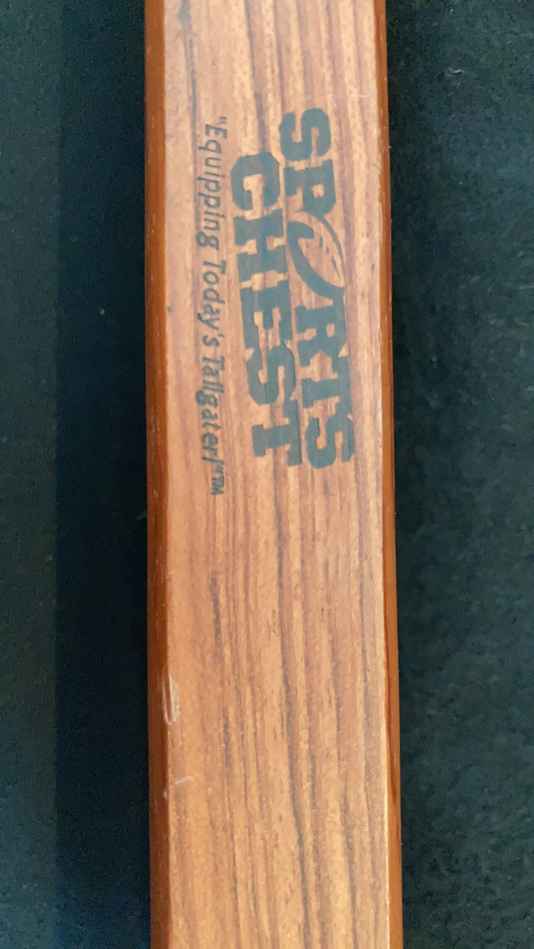 SPORTS
CHEST
"Equipping Today's Tailgater!"™